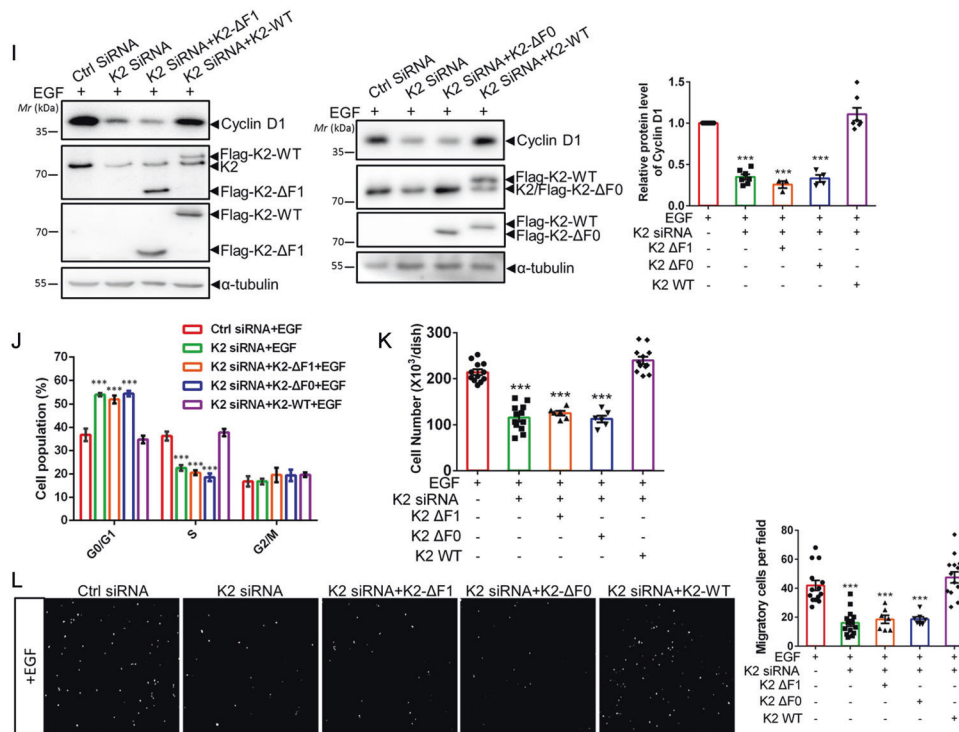 I
Ctrl SiRNA
K2 SiRNA
K2 SiRNA+K2-ΔF1
K2 SiRNA+K2-WT
EGF + + + +
Mr (kDa)
35
Cyclin D1
70
Flag-K2-WT
K2
Flag-K2-ΔF1
70
Flag-K2-WT
Flag-K2-ΔF1
55
α-tubulin
Ctrl SiRNA
K2 SiRNA
K2 SiRNA+K2-ΔF0
K2 SiRNA+K2-WT
EGF + + + +
Mr (kDa)
35
Cyclin D1
70
Flag-K2-WT
K2/Flag-K2-ΔF0
70
Flag-K2-WT
Flag-K2-ΔF0
55
α-tubulin
Relative protein level
of Cyclin D1
1.5
1.0
0.5
0.0
*** *** ***
EGF + + + + +
K2 siRNA - + + + +
K2 ΔF1 - - + - -
K2 ΔF0 - - - + -
K2 WT - - - - +
J
Ctrl siRNA+EGF
K2 siRNA+EGF
K2 siRNA+K2-ΔF1+EGF
K2 siRNA+K2-ΔF0+EGF
K2 siRNA+K2-WT+EGF
Cell population (%)
70
60
50
40
30
20
10
0
*** *** ***
*** *** ***
G0/G1 S G2/M
K
Cell Number (X10³/dish)
300
200
100
0
*** *** ***
EGF + + + + +
K2 siRNA - + + + +
K2 ΔF1 - - + - -
K2 ΔF0 - - - + -
K2 WT - - - - +
L
Ctrl siRNA K2 siRNA K2 siRNA+K2-ΔF1 K2 siRNA+K2-ΔF0 K2 siRNA+K2-WT
+EGF
Migratory cells per field
80
60
40
20
0
*** *** ***
EGF + + + + +
K2 siRNA - + + + +
K2 ΔF1 - - + - -
K2 ΔF0 - - - + -
K2 WT - - - - +